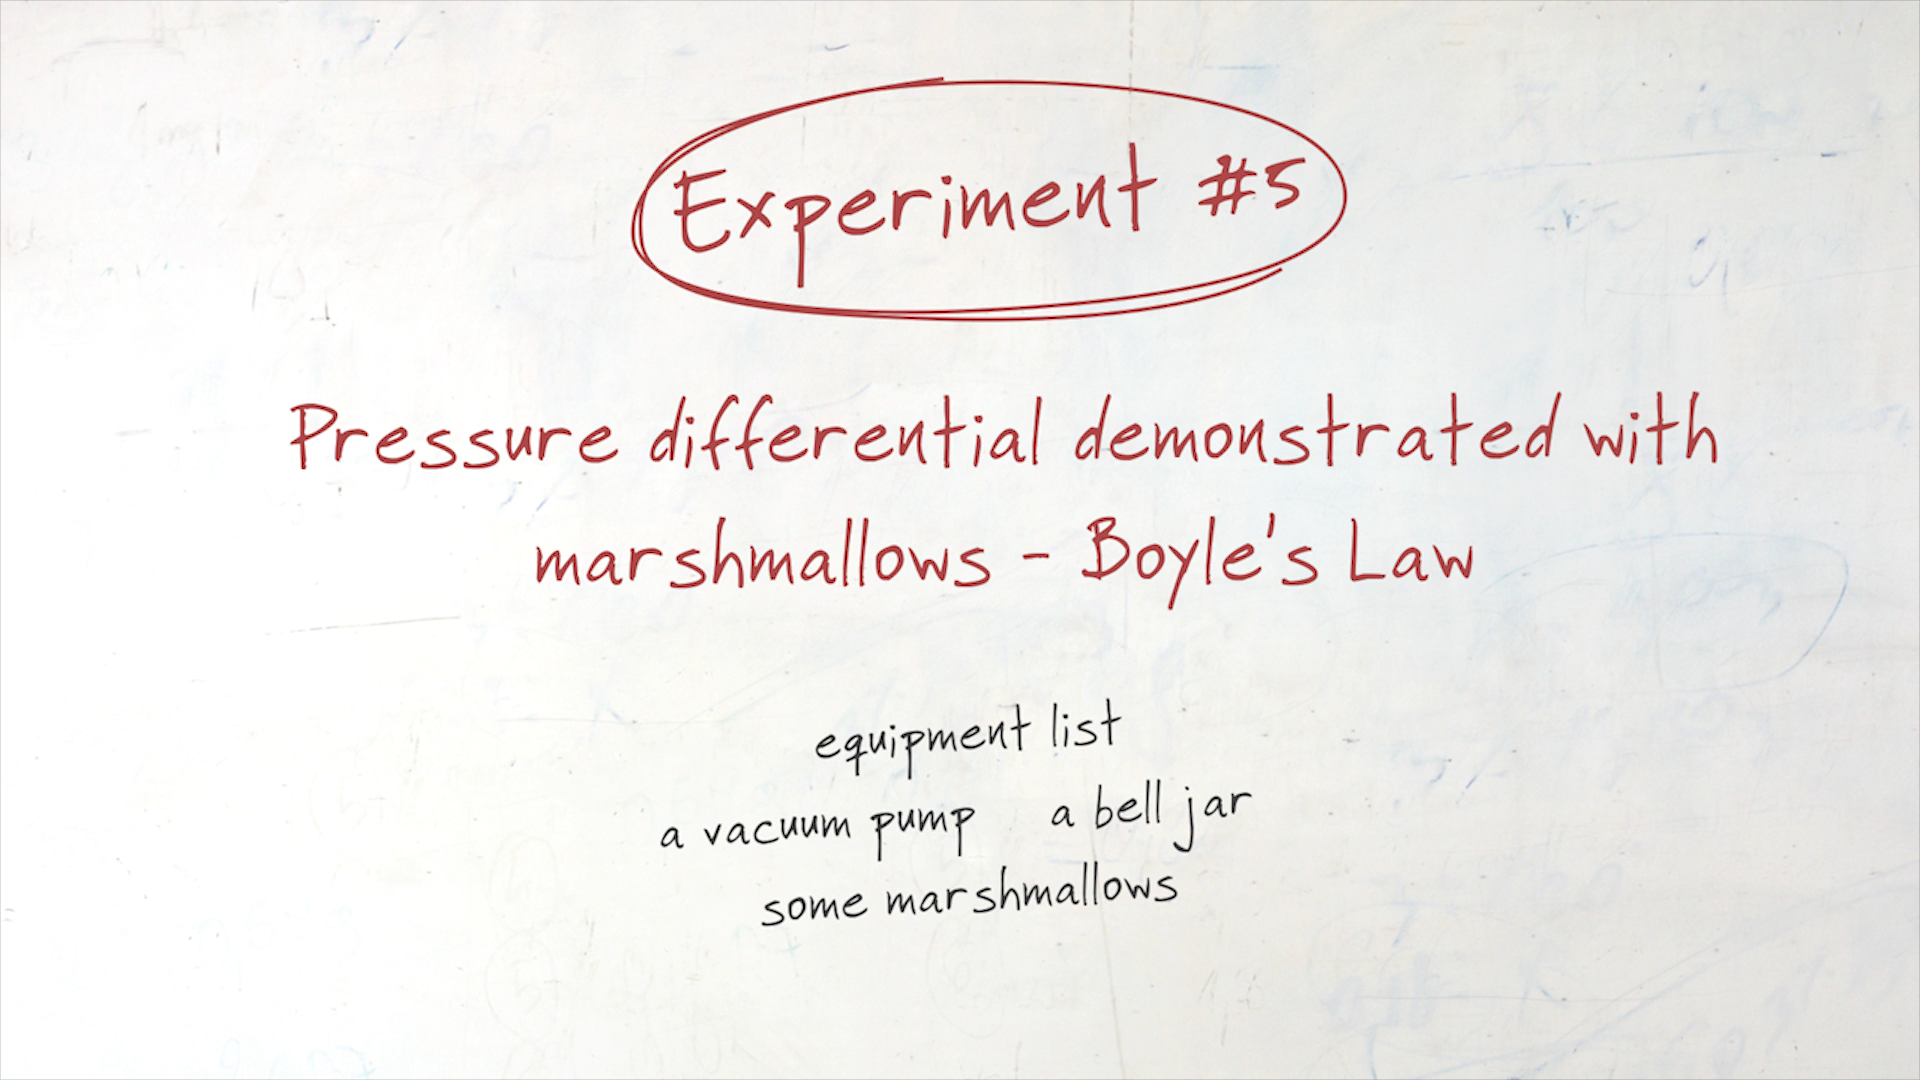 Experiment #5
Pressure differential demonstrated with
marshmallows - Boyle's Law
equipment list
a vacuum pump a bell jar
some marshmallows